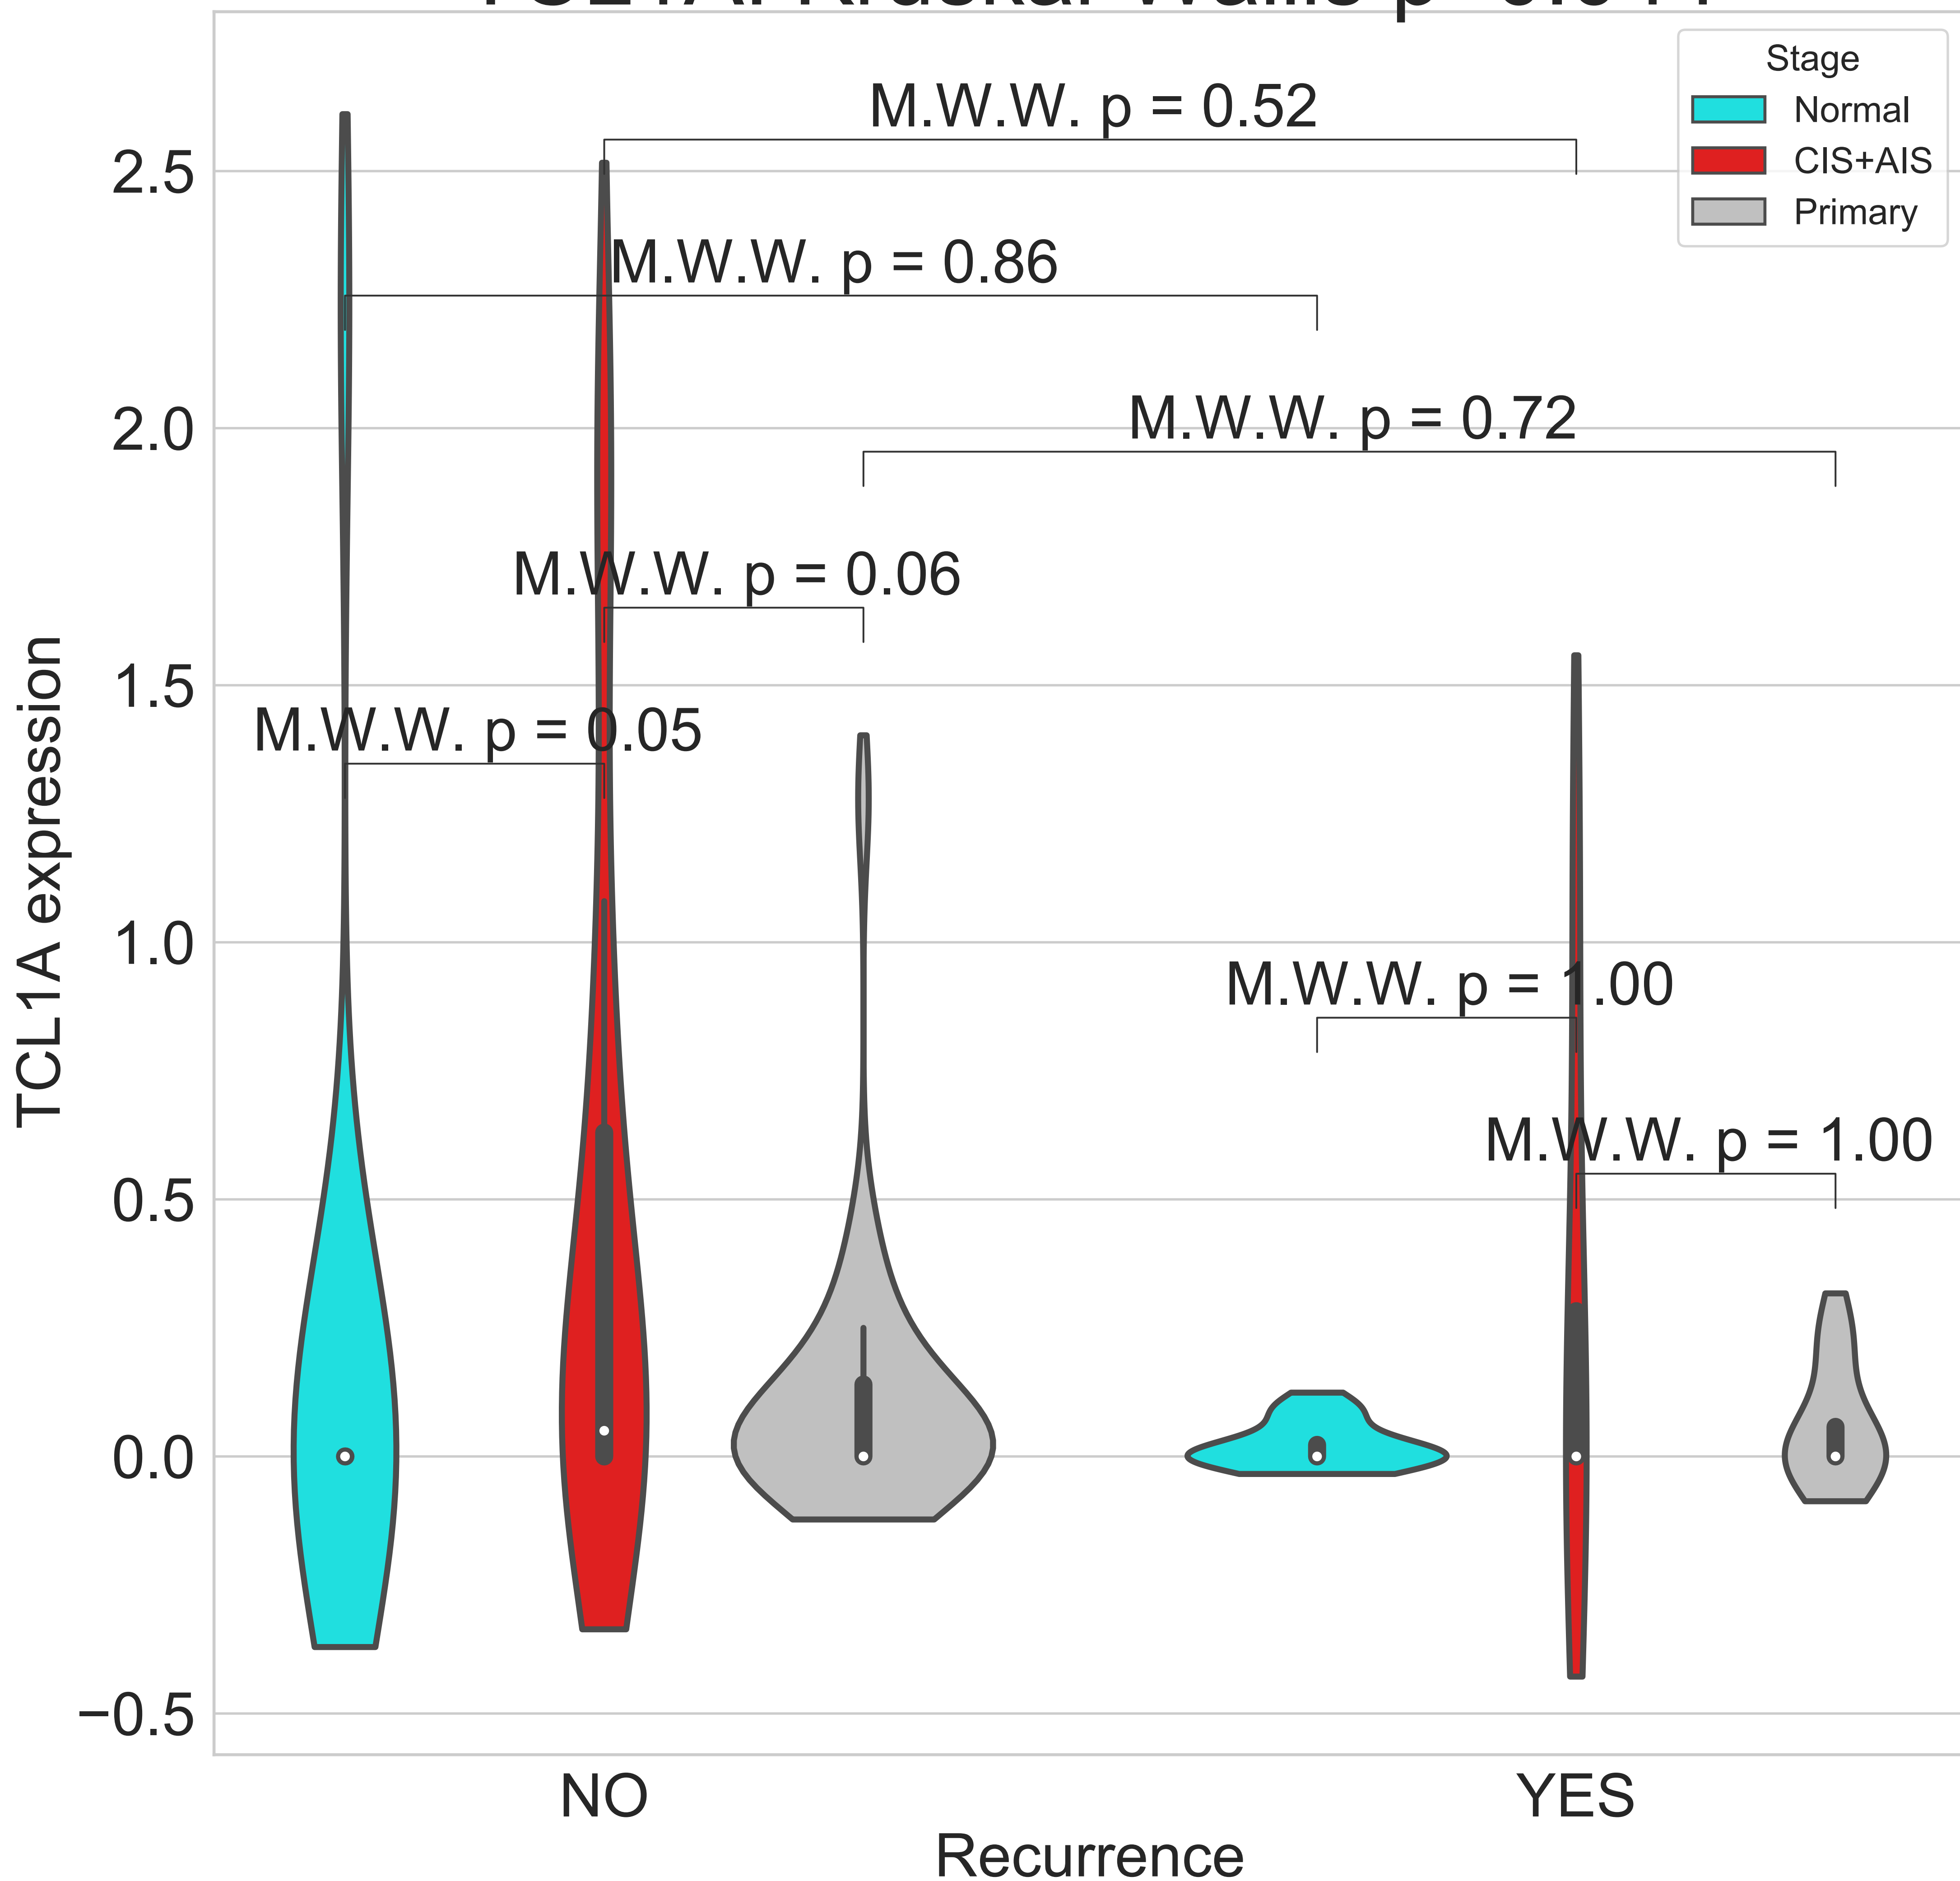 Stage
Normal
CIS+AIS
Primary
M.W.W. p = 0.52
M.W.W. p = 0.86
M.W.W. p = 0.72
M.W.W. p = 0.06
M.W.W. p = 0.05
M.W.W. p = 1.00
M.W.W. p = 1.00
TCL1A expression
2.5
2.0
1.5
1.0
0.5
0.0
−0.5
NO
YES
Recurrence